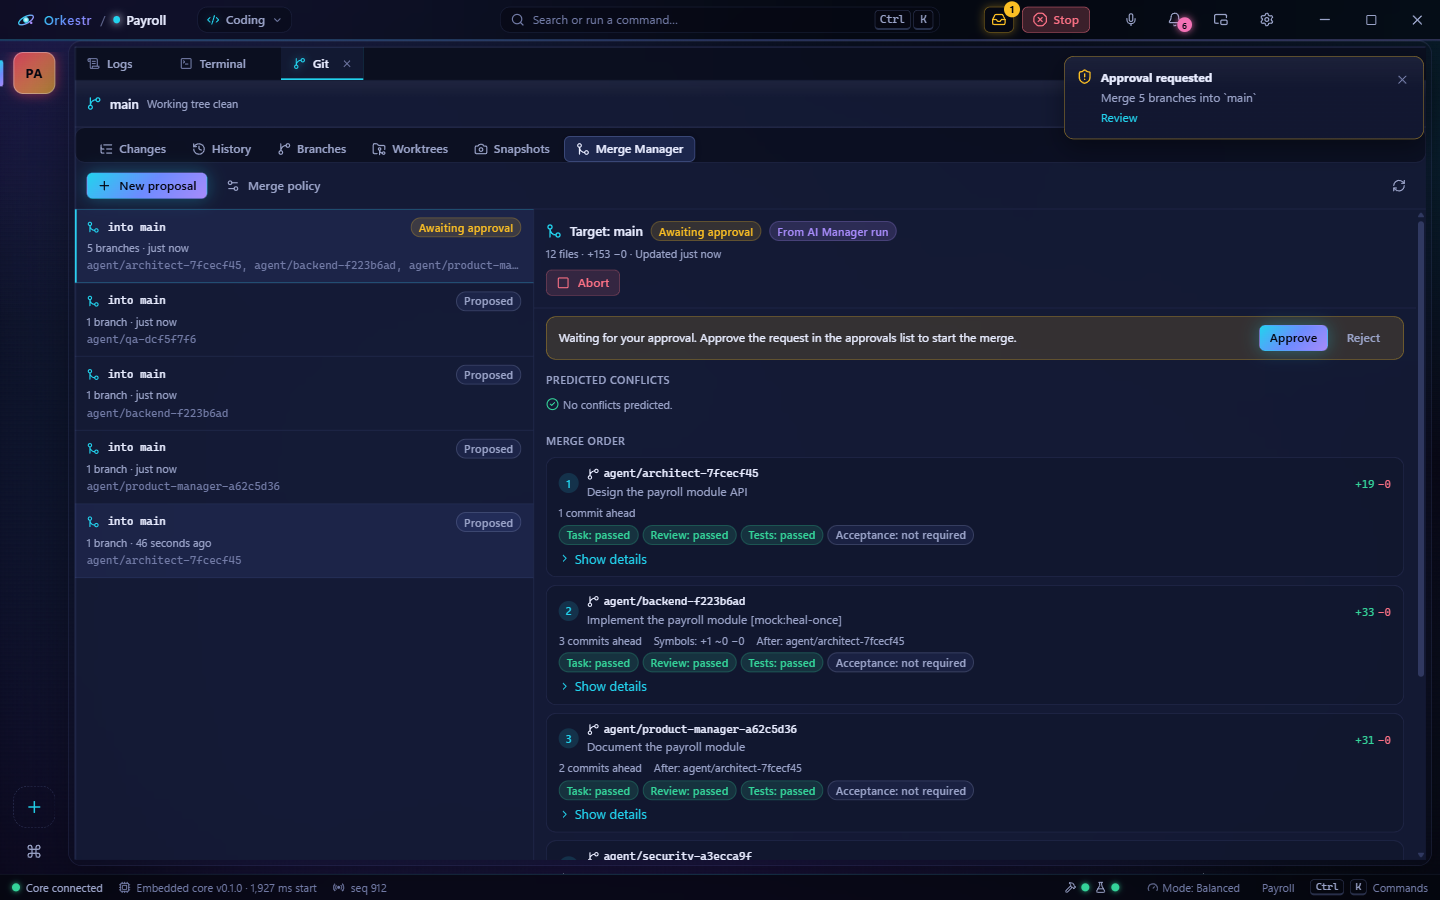 Orkestr / Payroll
Coding
Search or run a command...
Ctrl K
1
Stop
6
PA
Logs
Terminal
Git
main Working tree clean
Approval requested
Merge 5 branches into `main`
Review
Changes
History
Branches
Worktrees
Snapshots
Merge Manager
New proposal
Merge policy
into main
Awaiting approval
5 branches · just now
agent/architect-7fcecf45, agent/backend-f223b6ad, agent/product-ma...
into main
Proposed
1 branch · just now
agent/qa-dcf5f7f6
into main
Proposed
1 branch · just now
agent/backend-f223b6ad
into main
Proposed
1 branch · just now
agent/product-manager-a62c5d36
into main
Proposed
1 branch · 46 seconds ago
agent/architect-7fcecf45
Target: main
Awaiting approval
From AI Manager run
12 files · +153 −0 · Updated just now
Abort
Waiting for your approval. Approve the request in the approvals list to start the merge.
Approve
Reject
PREDICTED CONFLICTS
No conflicts predicted.
MERGE ORDER
1
agent/architect-7fcecf45
Design the payroll module API
+19 −0
1 commit ahead
Task: passed
Review: passed
Tests: passed
Acceptance: not required
Show details
2
agent/backend-f223b6ad
Implement the payroll module [mock:heal-once]
+33 −0
3 commits ahead Symbols: +1 ~0 −0 After: agent/architect-7fcecf45
Task: passed
Review: passed
Tests: passed
Acceptance: not required
Show details
3
agent/product-manager-a62c5d36
Document the payroll module
+31 −0
2 commits ahead After: agent/architect-7fcecf45
Task: passed
Review: passed
Tests: passed
Acceptance: not required
Show details
agent/security-a3ecca9f
Core connected
Embedded core v0.1.0 · 1,927 ms start
seq 912
Mode: Balanced
Payroll
Ctrl K Commands